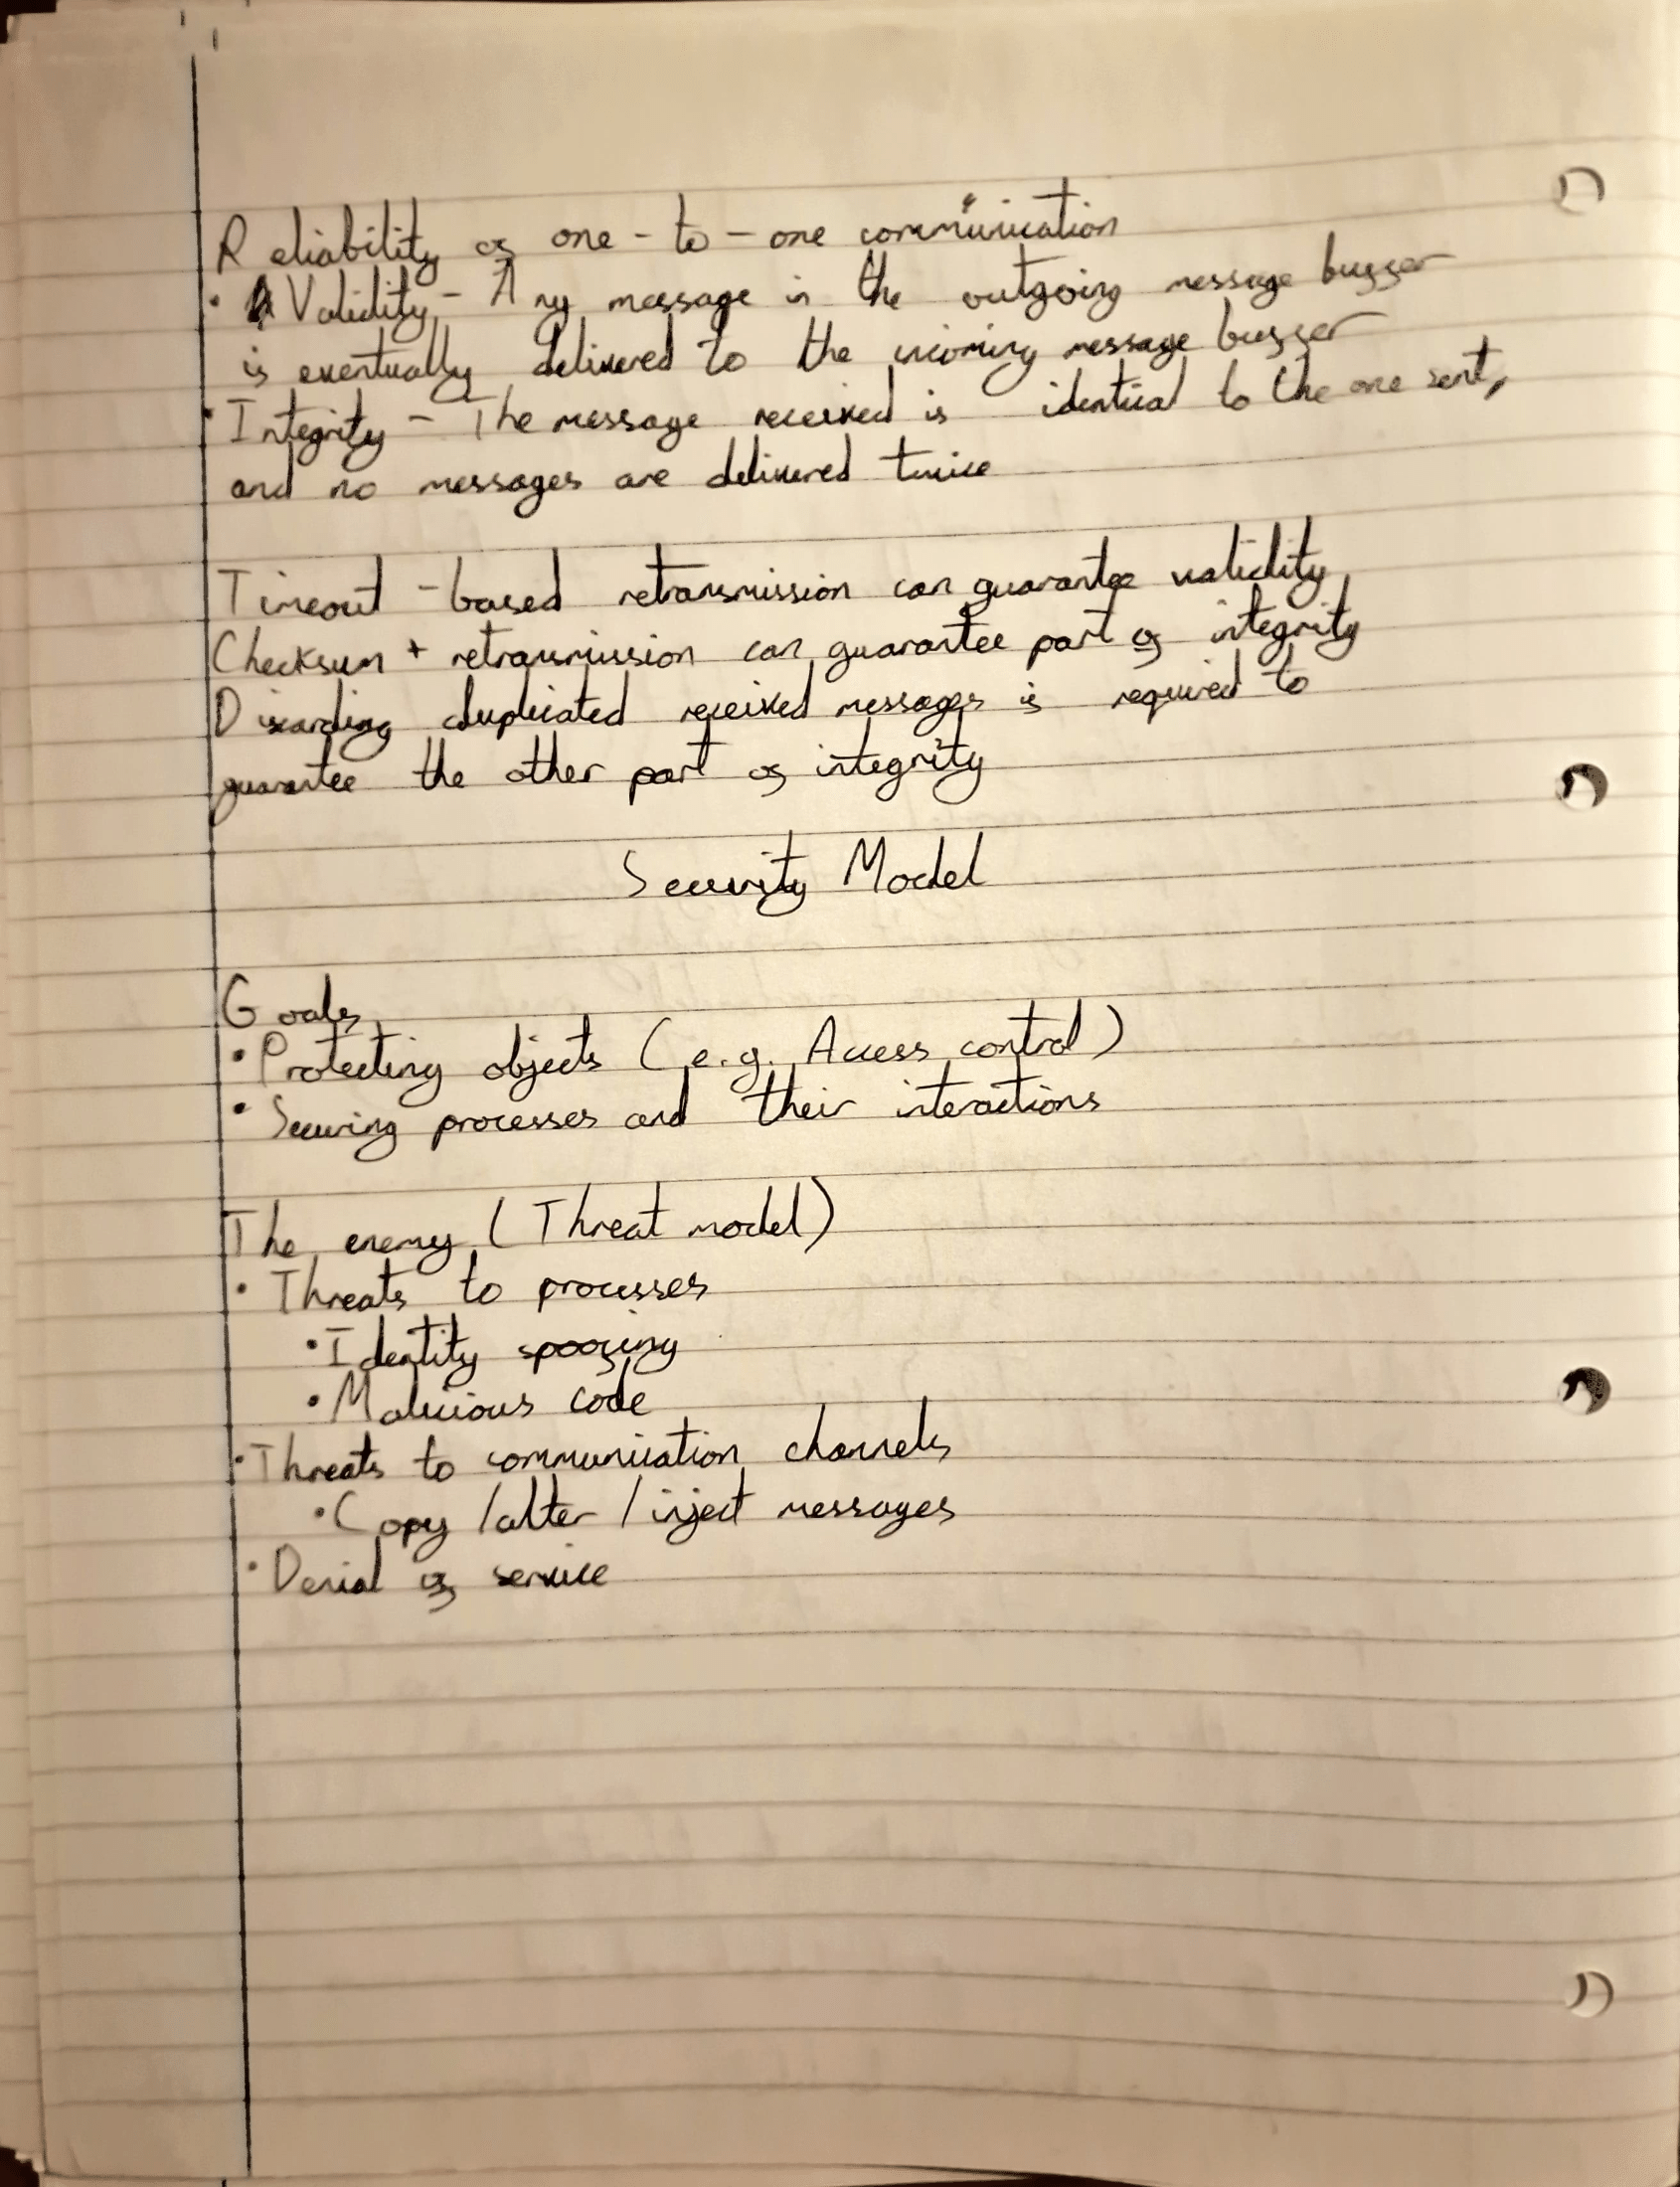 Reliability of one-to-one communication
• Validity - Any message in the outgoing message buffer
is eventually delivered to the incoming message buffer
• Integrity - The message received is identical to the one sent,
and no messages are delivered twice
Timeout-based retransmission can guarantee validity
Checksum + retransmission can guarantee part of integrity
Discarding duplicated received messages is required to
guarantee the other part of integrity
Security Model
Goals
• Protecting objects (e.g. Access control)
• Securing processes and their interactions
The enemy (Threat model)
• Threats to processes
• Identity spoofing
• Malicious code
• Threats to communication channels
• Copy / alter / inject messages
• Denial of service